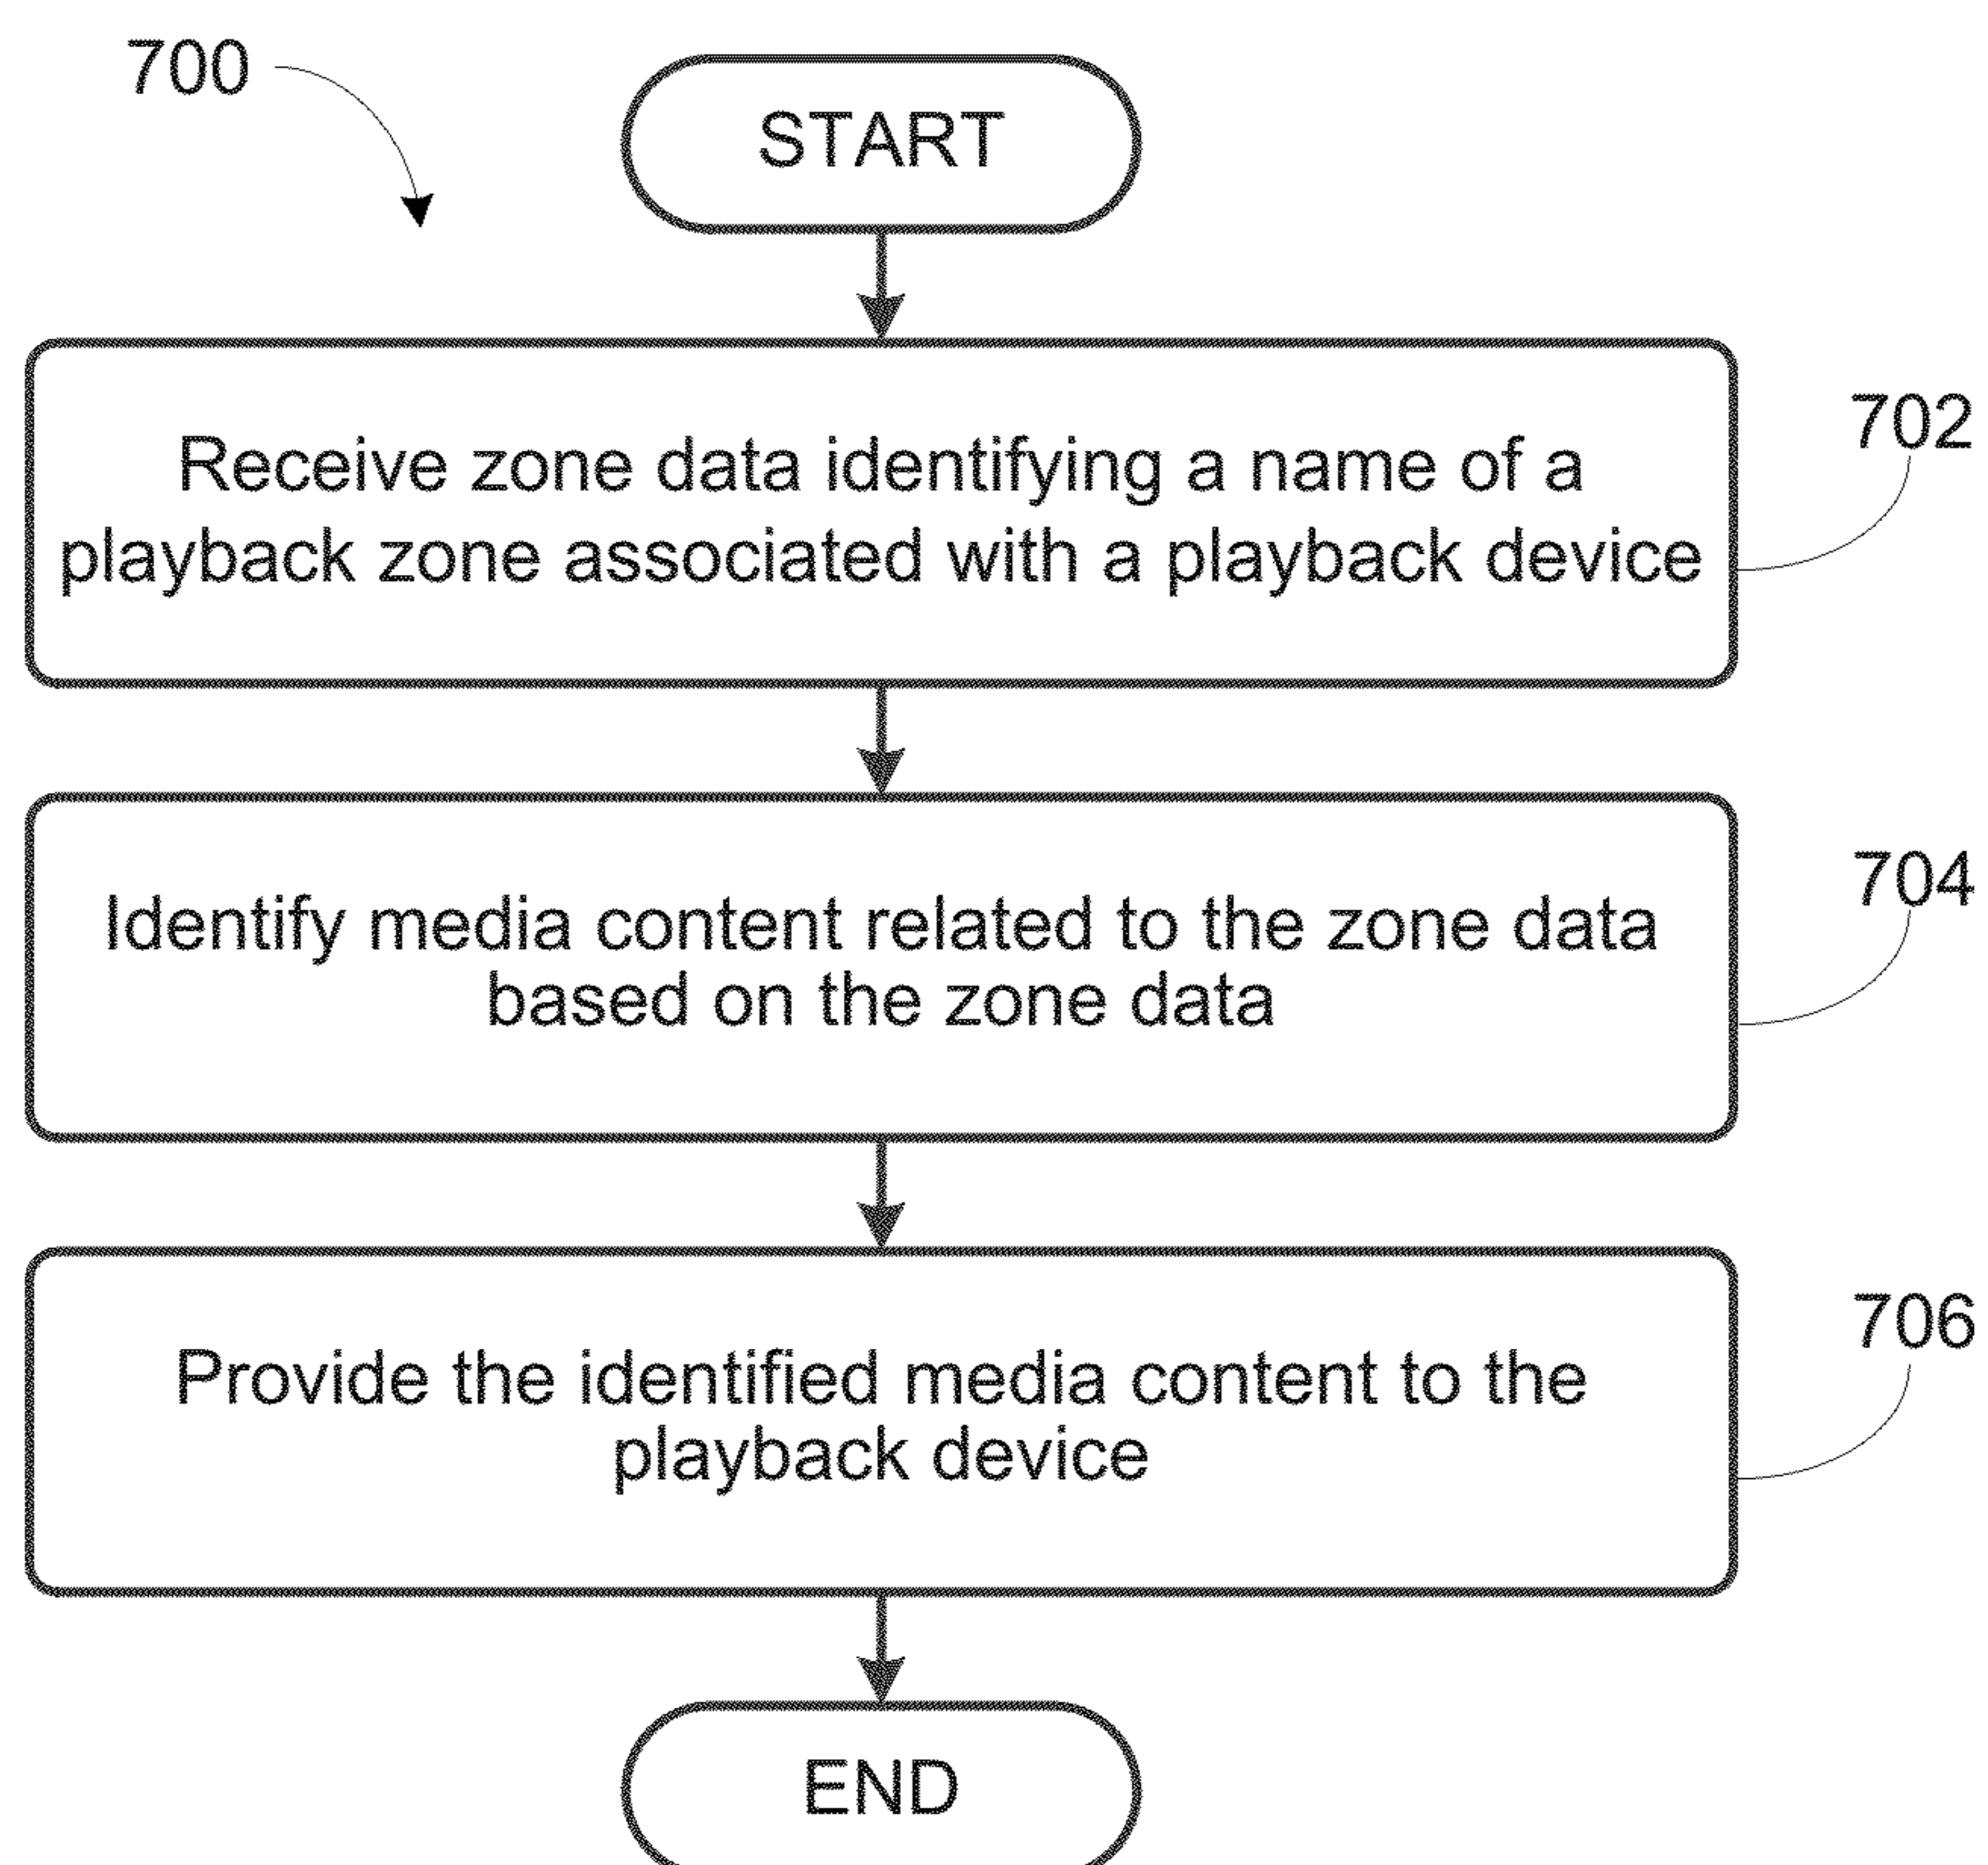 700
START
Receive zone data identifying a name of a
playback zone associated with a playback device
702
Identify media content related to the zone data
based on the zone data
704
Provide the identified media content to the
playback device
706
END